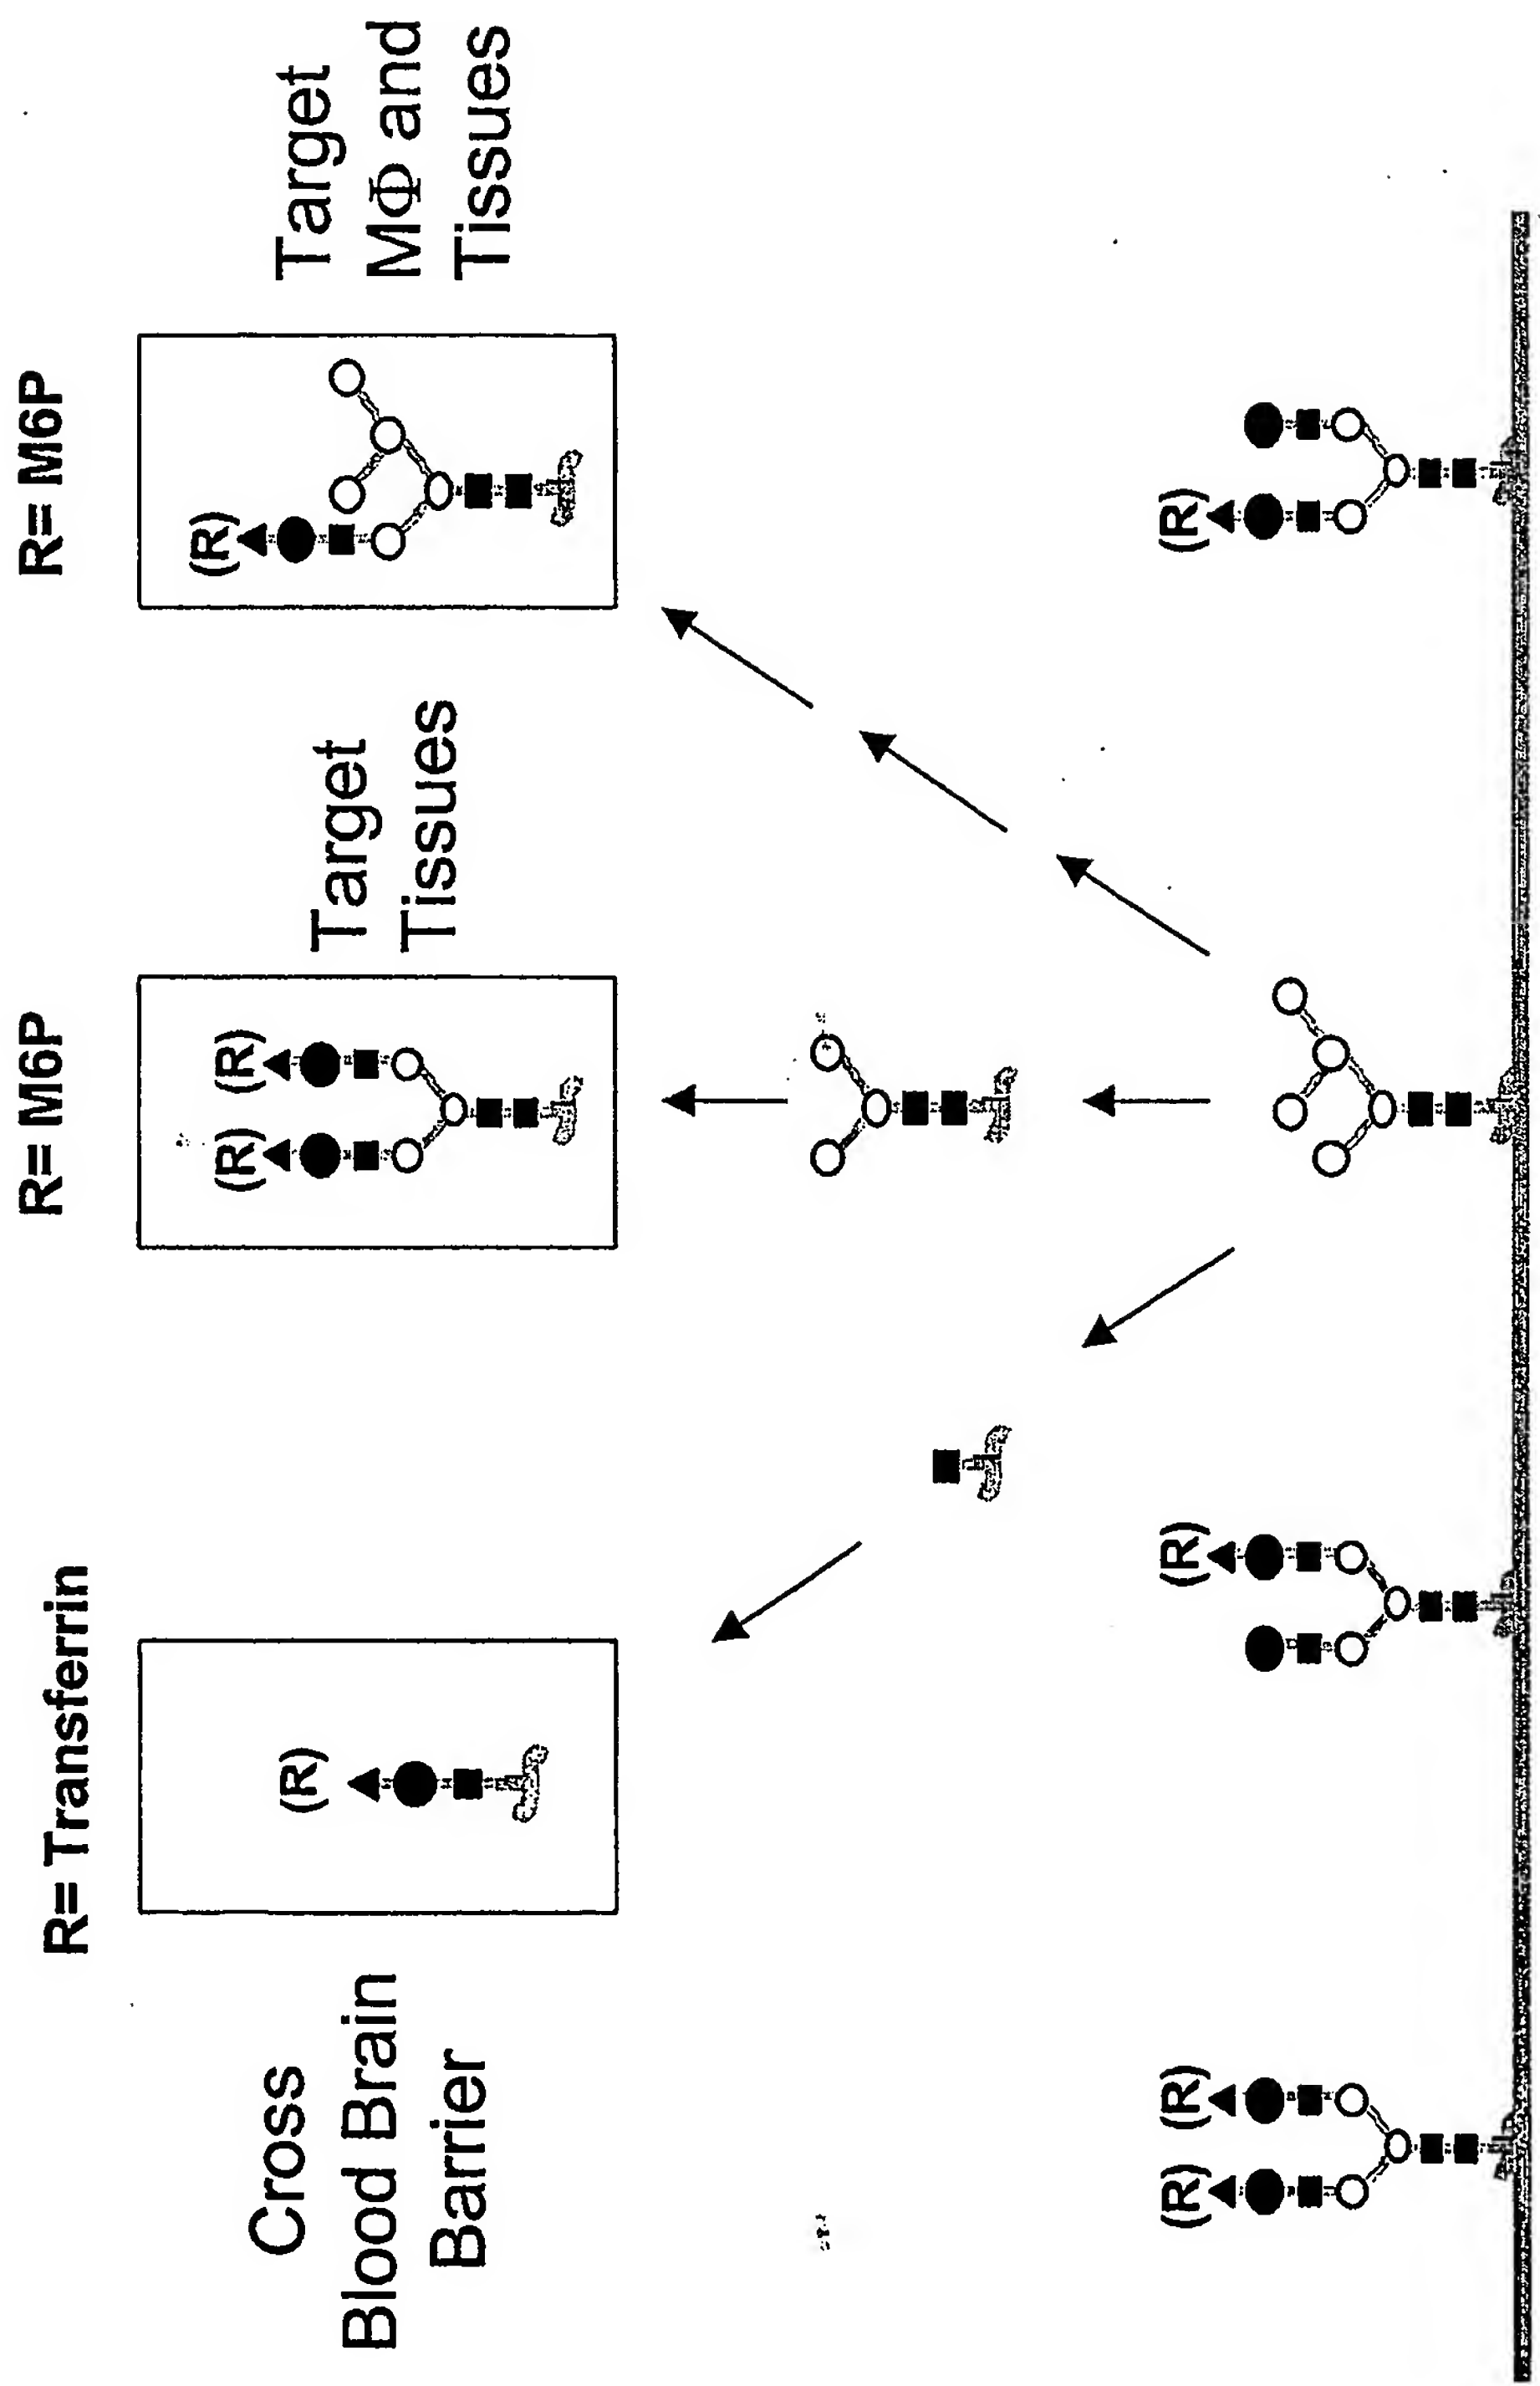 R= Transferrin
R= M6P
R= M6P
Cross
Blood Brain
Barrier
(R)
(R)
(R)
Target
Tissues
(R)
Target
MΦ and
Tissues
(R)
(R)
(R)
(R)